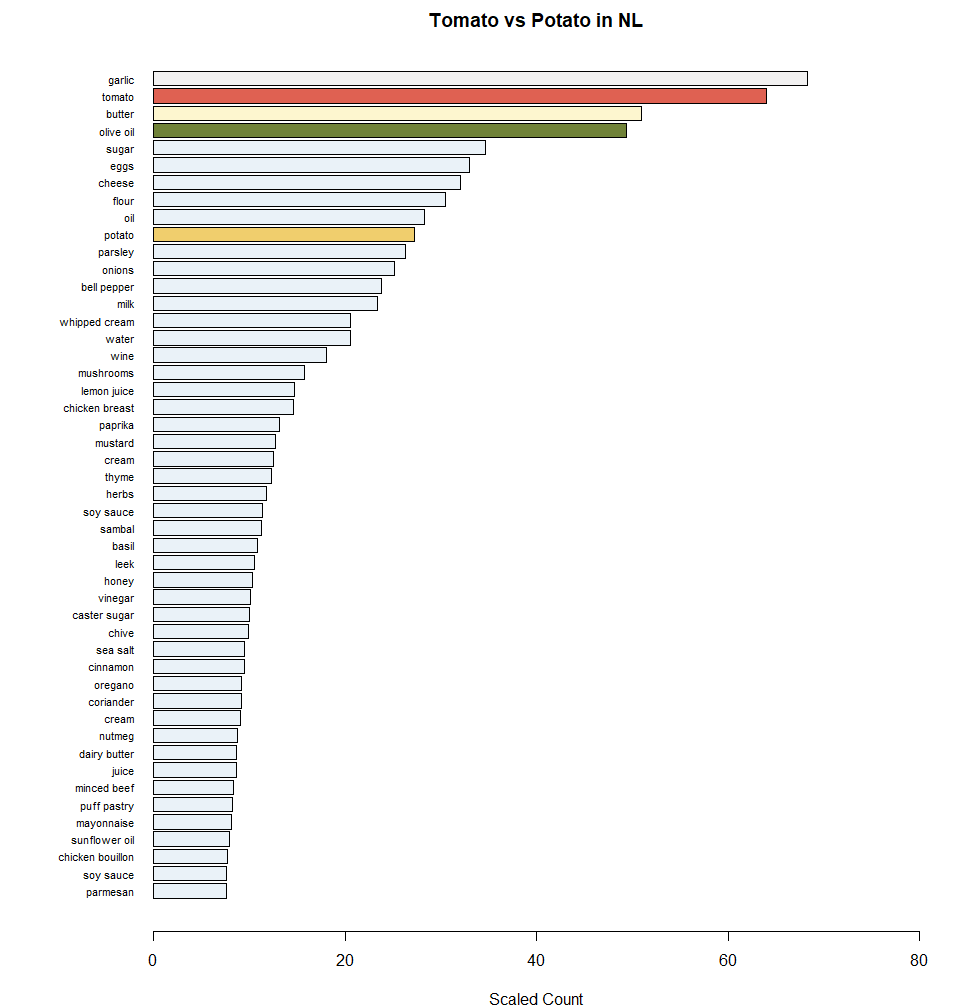 Tomato vs Potato in NL
garlic
tomato
butter
olive oil
sugar
eggs
cheese
flour
oil
potato
parsley
onions
bell pepper
milk
whipped cream
water
wine
mushrooms
lemon juice
chicken breast
paprika
mustard
cream
thyme
herbs
soy sauce
sambal
basil
leek
honey
vinegar
caster sugar
chive
sea salt
cinnamon
oregano
coriander
cream
nutmeg
dairy butter
juice
minced beef
puff pastry
mayonnaise
sunflower oil
chicken bouillon
soy sauce
parmesan
0 20 40 60 80
Scaled Count